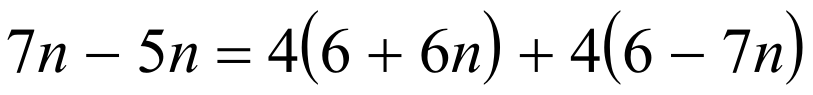 7n − 5n = 4(6 + 6n) + 4(6 − 7n)